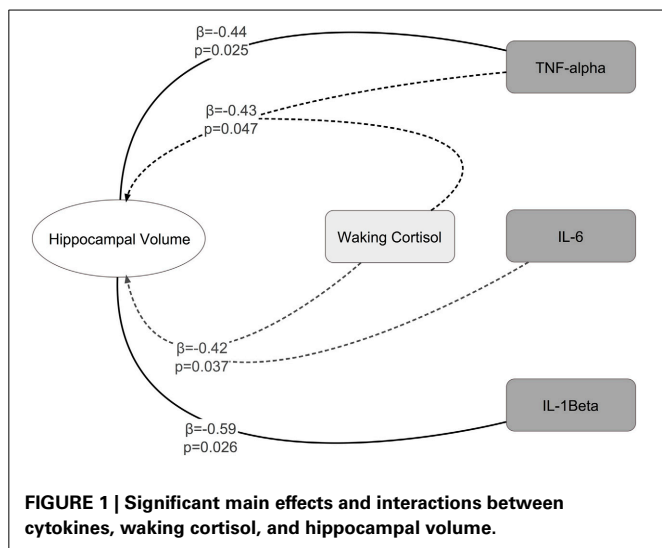 β=-0.44
p=0.025
TNF-alpha
β=-0.43
p=0.047
Hippocampal Volume
Waking Cortisol
IL-6
β=-0.42
p=0.037
IL-1Beta
β=-0.59
p=0.026
FIGURE 1 | Significant main effects and interactions between
cytokines, waking cortisol, and hippocampal volume.